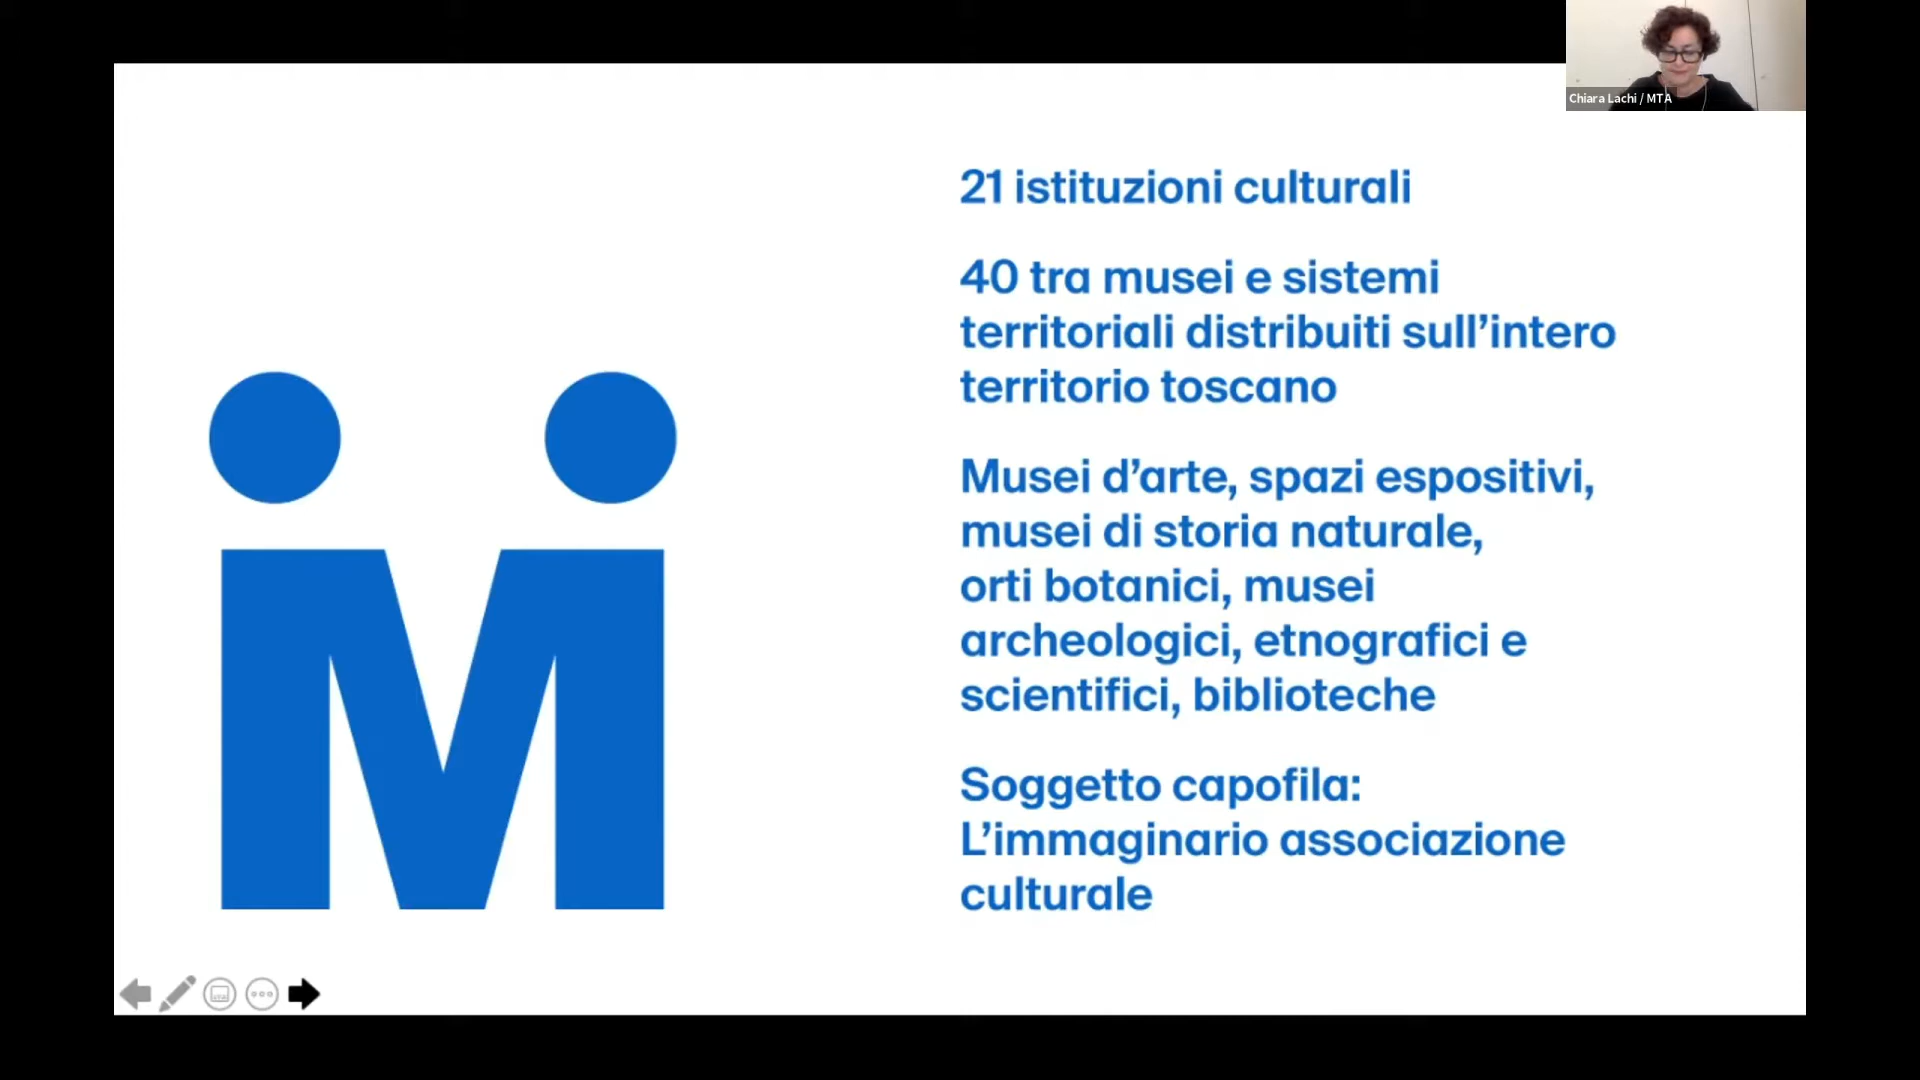 Chiara Lachi / MTA
21 istituzioni culturali
40 tra musei e sistemi
territoriali distribuiti sull’intero
territorio toscano
Musei d’arte, spazi espositivi,
musei di storia naturale,
orti botanici, musei
archeologici, etnografici e
scientifici, biblioteche
Soggetto capofila:
L’immaginario associazione
culturale
M